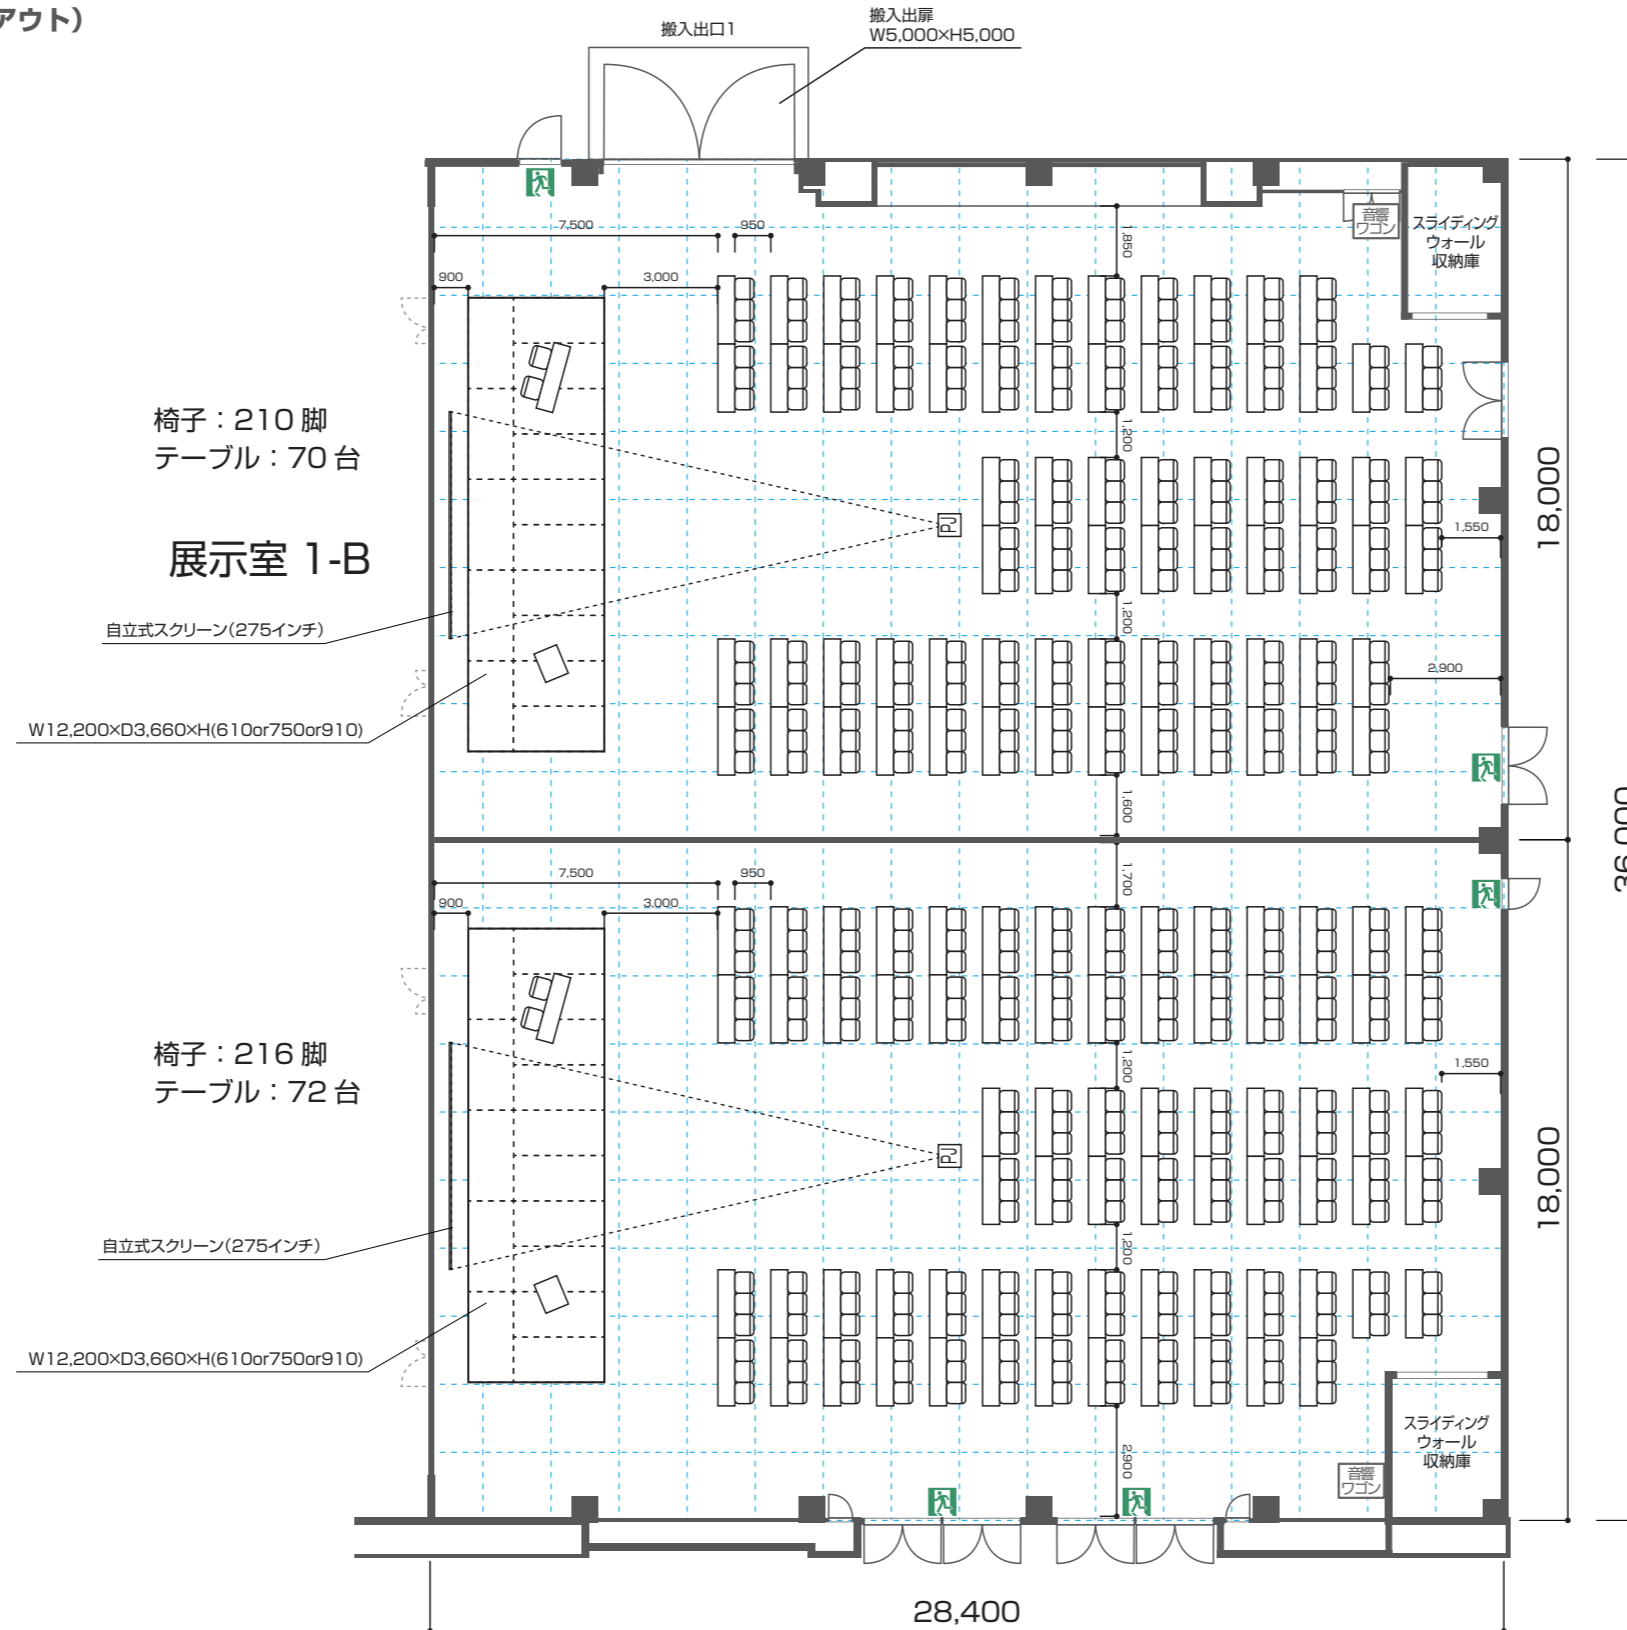 アウト）
搬入出口1
搬入出扉
W5,000×H5,000
7,500
950
1,850
音響
ワゴン
スライディング
ウォール
収納庫
900
3,000
椅子：210 脚
テーブル：70 台
1,200
18,000
PJ
1,550
展示室 1-B
自立式スクリーン(275インチ)
1,200
2,900
W12,200×D3,660×H(610or750or910)
1,600
36,000
7,500
950
1,700
900
3,000
椅子：216 脚
テーブル：72 台
1,200
1,550
PJ
18,000
自立式スクリーン(275インチ)
1,200
W12,200×D3,660×H(610or750or910)
スライディング
ウォール
収納庫
2,900
音響
ワゴン
28,400